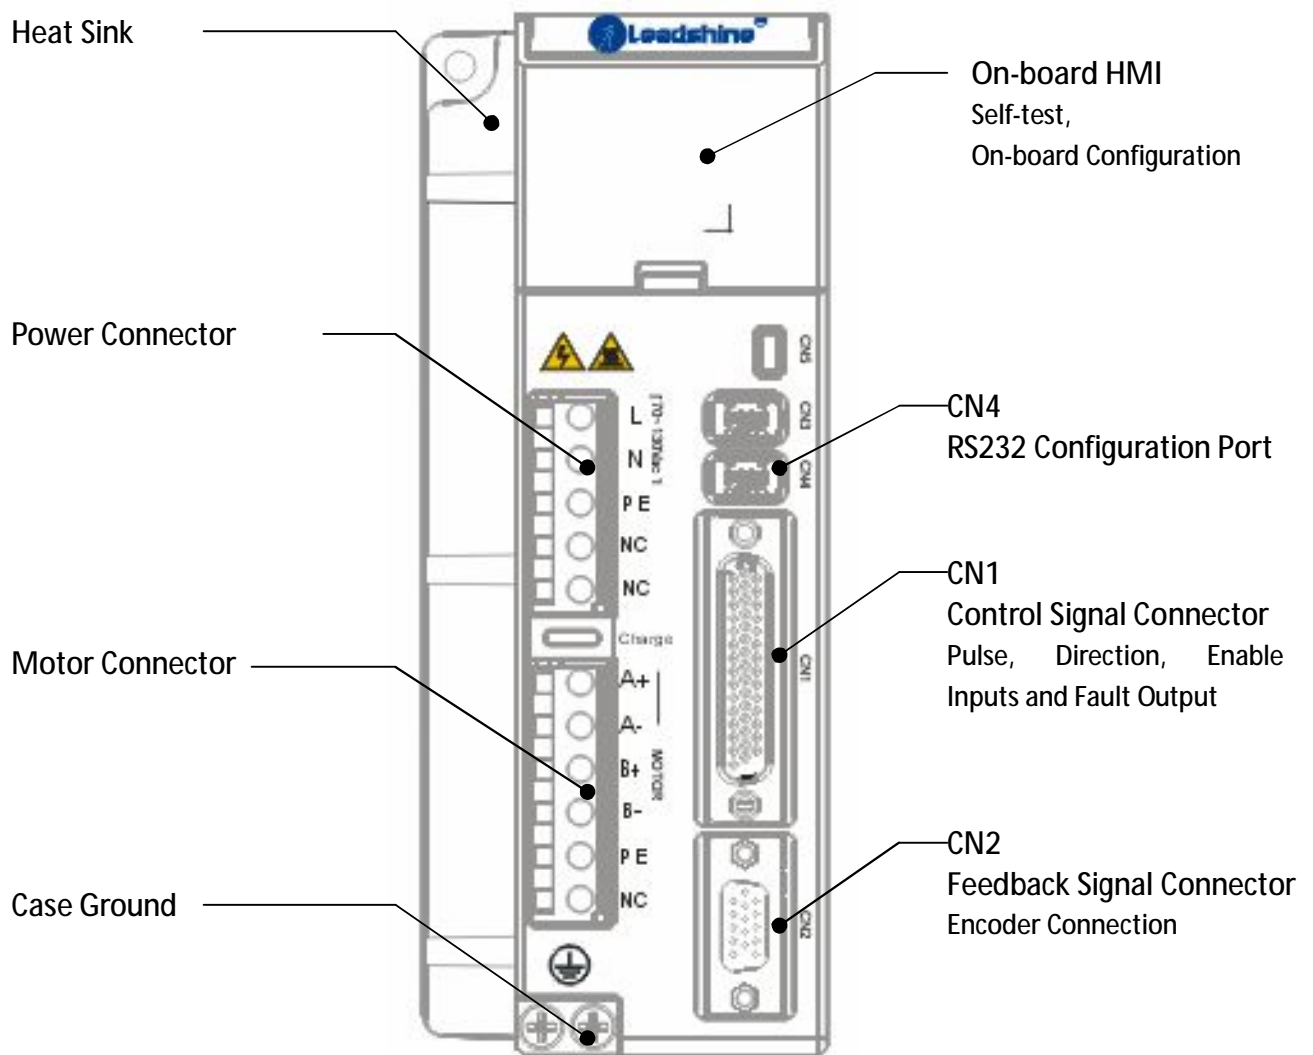 Leadshine
Heat Sink
On-board HMI
Self-test,
On-board Configuration
Power Connector
CN5
CN3
CN4
L
N
PE
NC
NC
Charge
CN4
RS232 Configuration Port
CN1
Control Signal Connector
Pulse, Direction, Enable
Inputs and Fault Output
CN1
Motor Connector
A+
A-
B+
B-
PE
NC
MOTOR
CN2
Feedback Signal Connector
Encoder Connection
CN2
Case Ground